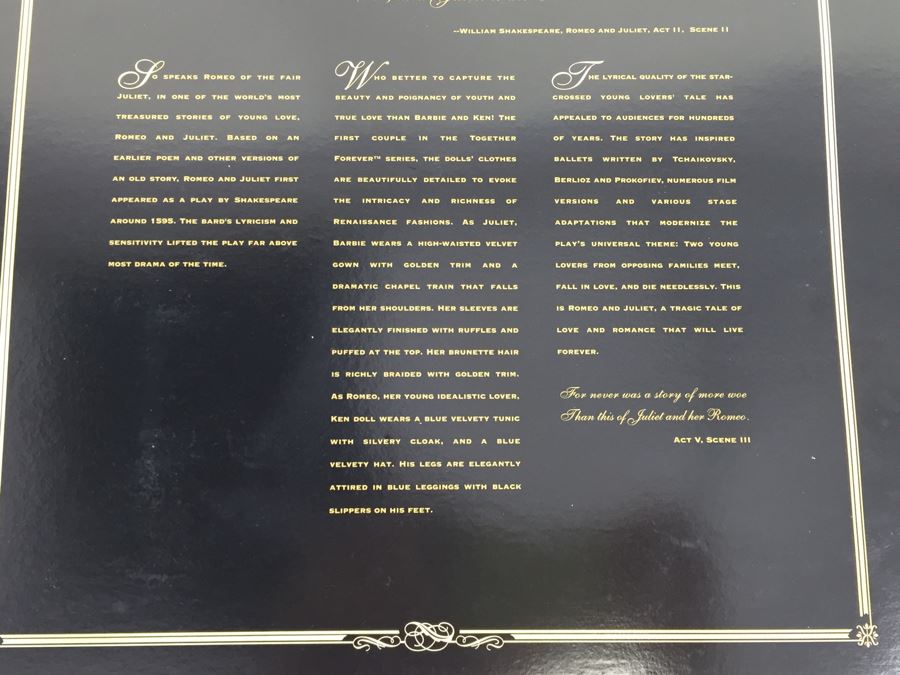 --William Shakespeare, Romeo and Juliet, Act II, Scene II
So speaks Romeo of the fair
Juliet, in one of the world's most
treasured stories of young love,
Romeo and Juliet. Based on an
earlier poem and other versions of
an old story, Romeo and Juliet first
appeared as a play by Shakespeare
around 1595. The bard's lyricism and
sensitivity lifted the play far above
most drama of the time.
Who better to capture the
beauty and poignancy of youth and
true love than Barbie and Ken! The
first couple in the Together
Forever™ series, the dolls' clothes
are beautifully detailed to evoke
the intricacy and richness of
Renaissance fashions. As Juliet,
Barbie wears a high-waisted velvet
gown with golden trim and a
dramatic chapel train that falls
from her shoulders. Her sleeves are
elegantly finished with ruffles and
puffed at the top. Her brunette hair
is richly braided with golden trim.
As Romeo, her young idealistic lover,
Ken doll wears a blue velvety tunic
with silvery cloak, and a blue
velvety hat. His legs are elegantly
attired in blue leggings with black
slippers on his feet.
The lyrical quality of the star-
crossed young lovers' tale has
appealed to audiences for hundreds
of years. The story has inspired
ballets written by Tchaikovsky,
Berlioz and Prokofiev, numerous film
versions and various stage
adaptations that modernize the
play's universal theme: Two young
lovers from opposing families meet,
fall in love, and die needlessly. This
is Romeo and Juliet, a tragic tale of
love and romance that will live
forever.
For never was a story of more woe
Than this of Juliet and her Romeo.
Act V, Scene III